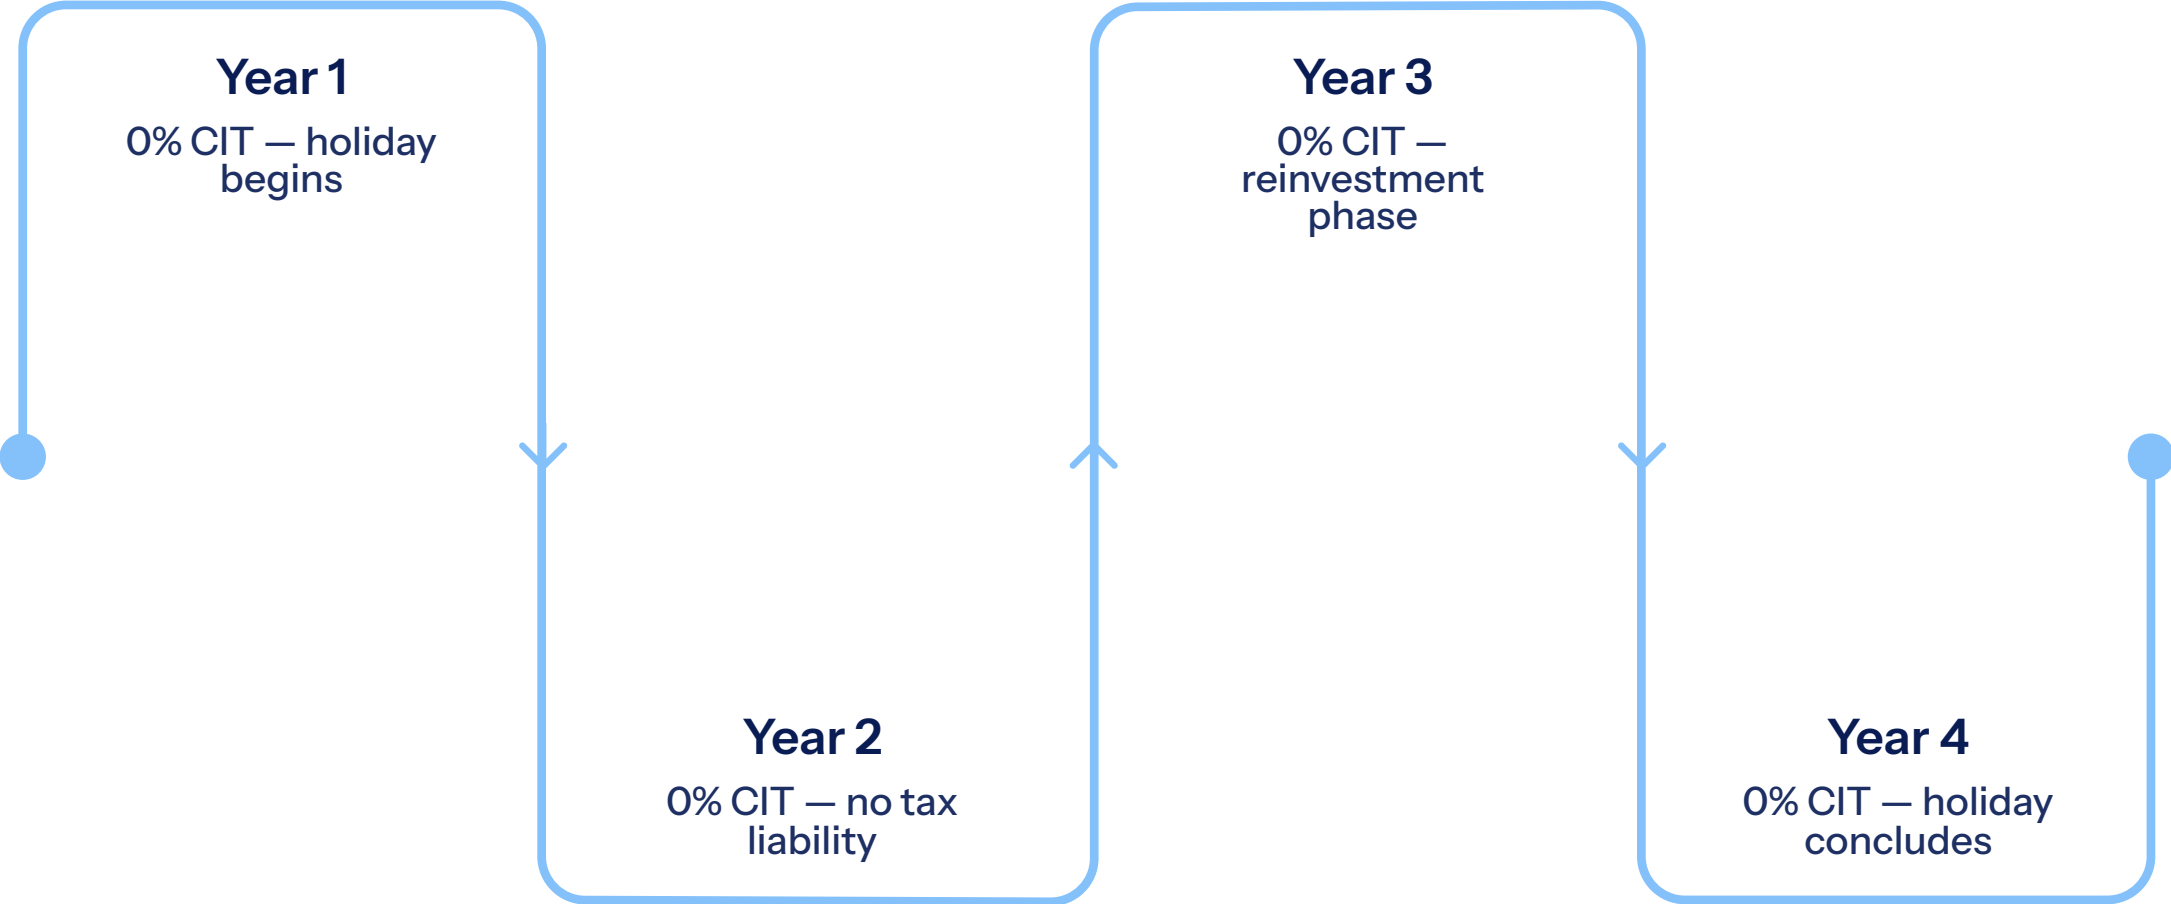 Year 1
0% CIT — holiday
begins
Year 2
0% CIT — no tax
liability
Year 3
0% CIT —
reinvestment
phase
Year 4
0% CIT — holiday
concludes